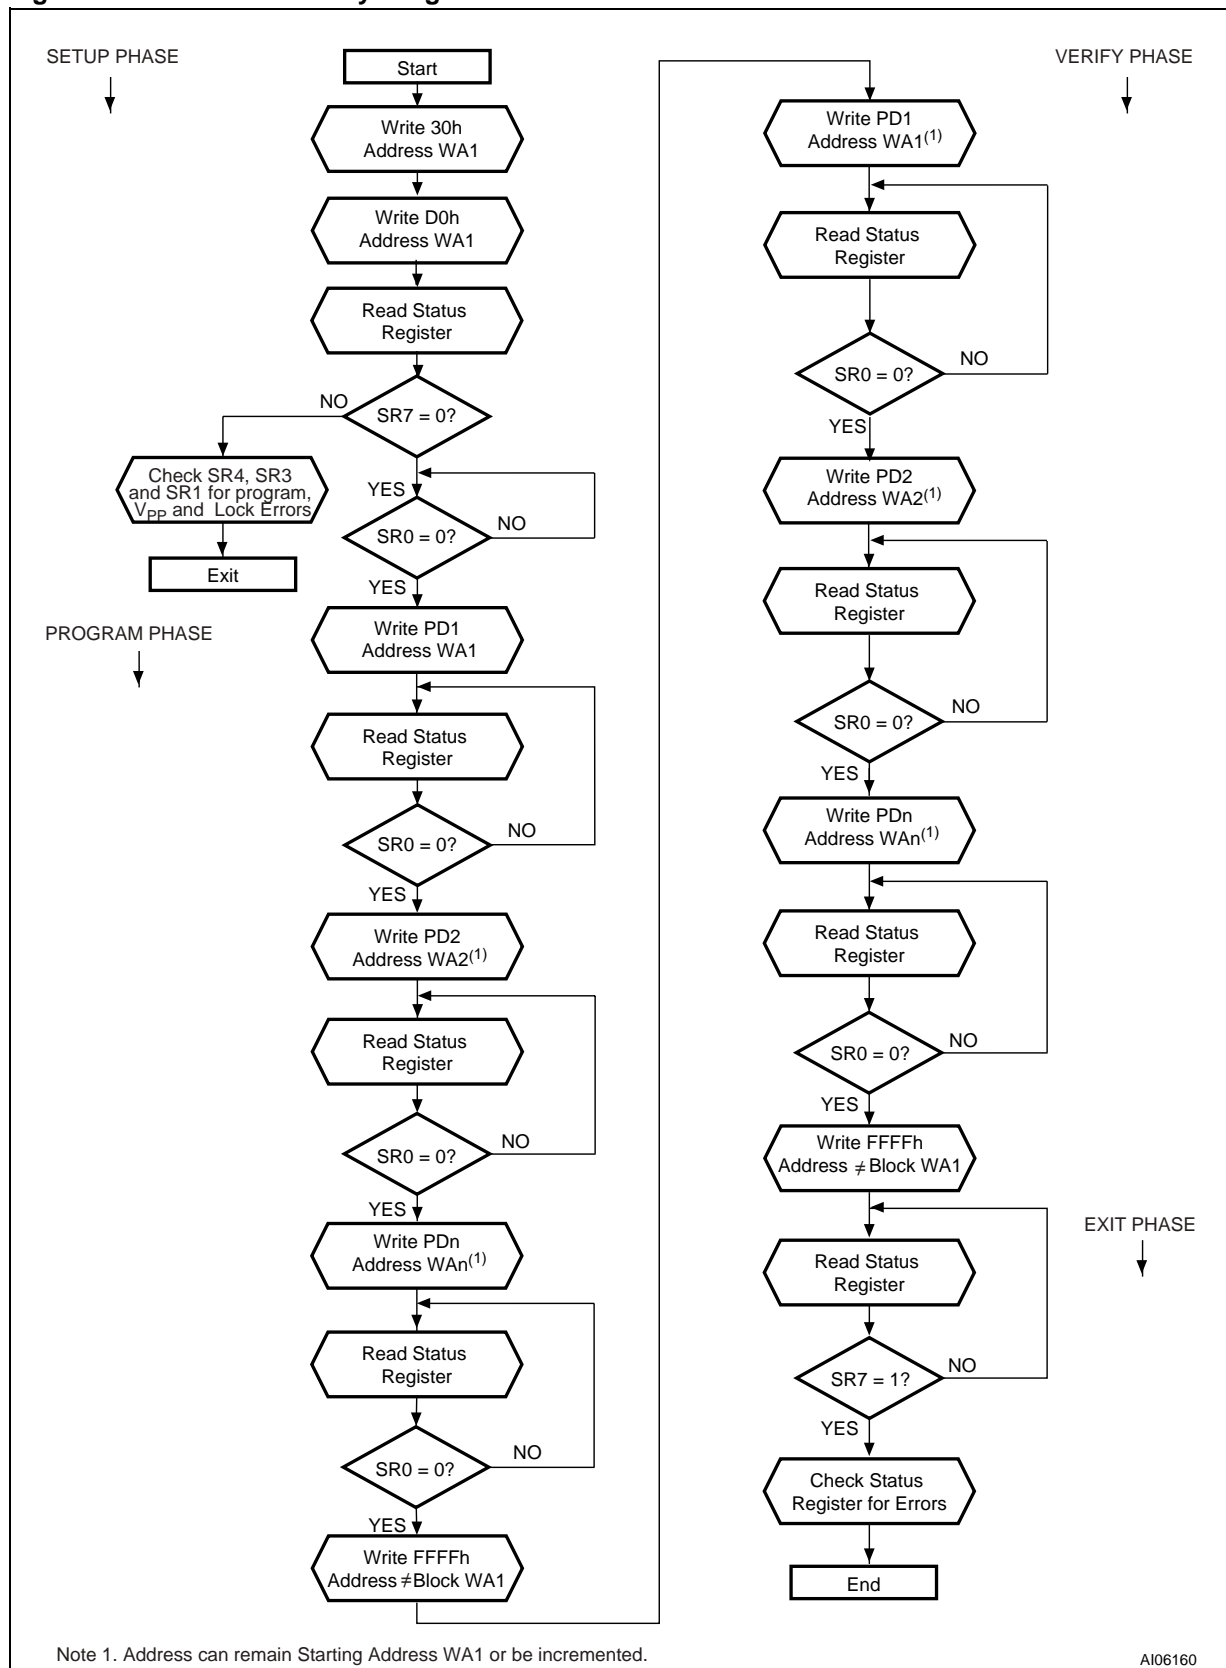 SETUP PHASE
Start
Write 30h
Address WA1
Write D0h
Address WA1
Read Status
Register
NO
SR7 = 0?
Check SR4, SR3
and SR1 for program,
VPP and Lock Errors
Exit
YES
SR0 = 0?
NO
YES
PROGRAM PHASE
Write PD1
Address WA1
Read Status
Register
SR0 = 0?
NO
YES
Write PD2
Address WA2(1)
Read Status
Register
SR0 = 0?
NO
YES
Write PDn
Address WAn(1)
Read Status
Register
SR0 = 0?
NO
YES
Write FFFFh
Address ≠Block WA1
VERIFY PHASE
Write PD1
Address WA1(1)
Read Status
Register
SR0 = 0?
NO
YES
Write PD2
Address WA2(1)
Read Status
Register
SR0 = 0?
NO
YES
Write PDn
Address WAn(1)
Read Status
Register
SR0 = 0?
NO
YES
Write FFFFh
Address ≠ Block WA1
EXIT PHASE
Read Status
Register
SR7 = 1?
NO
YES
Check Status
Register for Errors
End
Note 1. Address can remain Starting Address WA1 or be incremented.
AI06160